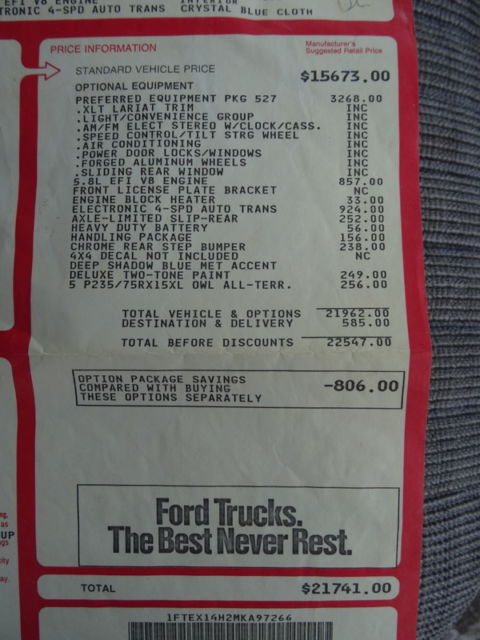 EFI V8 ENGINE
TRONIC 4-SPD AUTO TRANS CRYSTAL BLUE CLOTH
PRICE INFORMATION
Manufacturer's
Suggested Retail Price
STANDARD VEHICLE PRICE $15673.00
OPTIONAL EQUIPMENT
PREFERRED EQUIPMENT PKG 527 3268.00
.XLT LARIAT TRIM INC
.LIGHT/CONVENIENCE GROUP INC
.AM/FM ELECT STEREO W/CLOCK/CASS. INC
.SPEED CONTROL/TILT STRG WHEEL INC
.AIR CONDITIONING INC
.POWER DOOR LOCKS/WINDOWS INC
.FORGED ALUMINUM WHEELS INC
.SLIDING REAR WINDOW INC
5.8L EFI V8 ENGINE 857.00
FRONT LICENSE PLATE BRACKET NC
ENGINE BLOCK HEATER 33.00
ELECTRONIC 4-SPD AUTO TRANS 924.00
AXLE-LIMITED SLIP-REAR 252.00
HEAVY DUTY BATTERY 56.00
HANDLING PACKAGE 156.00
CHROME REAR STEP BUMPER 238.00
4X4 DECAL NOT INCLUDED NC
DEEP SHADOW BLUE MET ACCENT
DELUXE TWO-TONE PAINT 249.00
5 P235/75RX15XL OWL ALL-TERR. 256.00
TOTAL VEHICLE & OPTIONS 21962.00
DESTINATION & DELIVERY 585.00
TOTAL BEFORE DISCOUNTS 22547.00
OPTION PACKAGE SAVINGS
COMPARED WITH BUYING -806.00
THESE OPTIONS SEPARATELY
Ford Trucks.
The Best Never Rest.
as
UP
TOTAL $21741.00
1FTEX14H2MKA97266